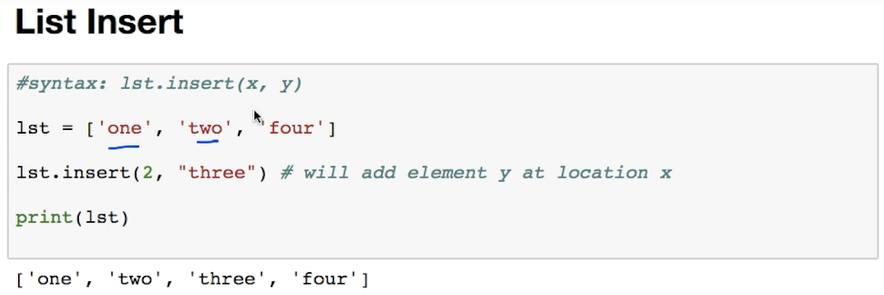 List Insert
#syntax: lst.insert(x, y)
lst = ['one', 'two', 'four']
lst.insert(2, "three") # will add element y at location x
print(lst)
['one', 'two', 'three', 'four']